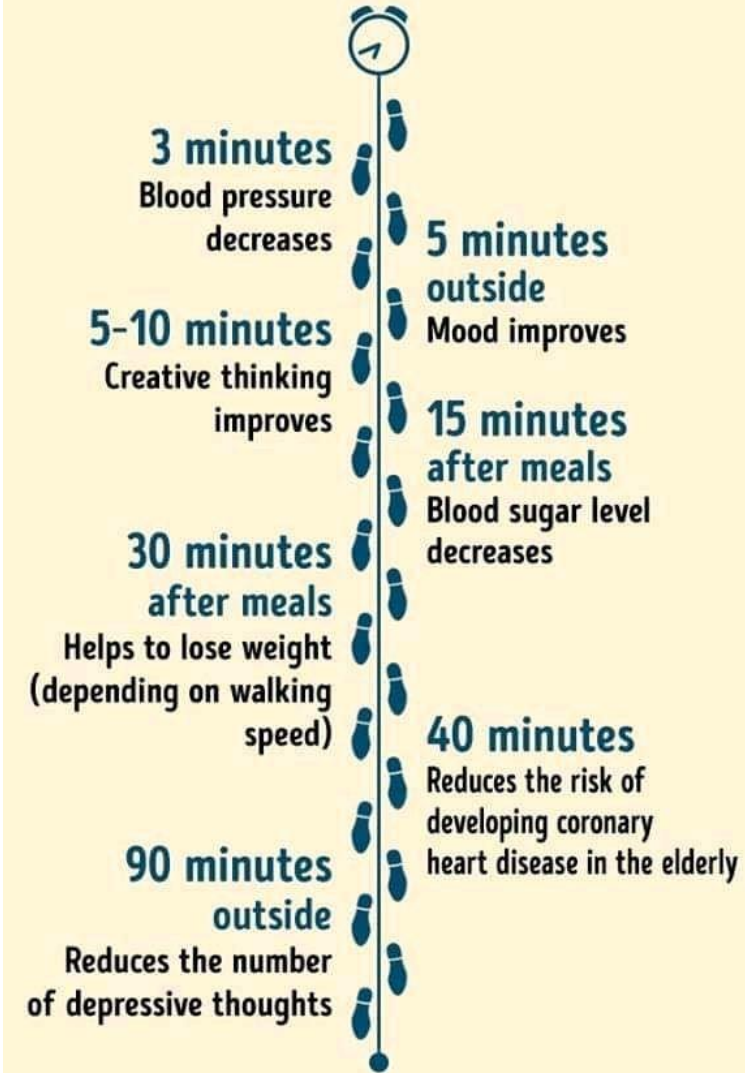 3 minutes
Blood pressure
decreases
5 minutes
outside
Mood improves
5-10 minutes
Creative thinking
improves
15 minutes
after meals
Blood sugar level
decreases
30 minutes
after meals
Helps to lose weight
(depending on walking
speed)
40 minutes
Reduces the risk of
developing coronary
heart disease in the elderly
90 minutes
outside
Reduces the number
of depressive thoughts